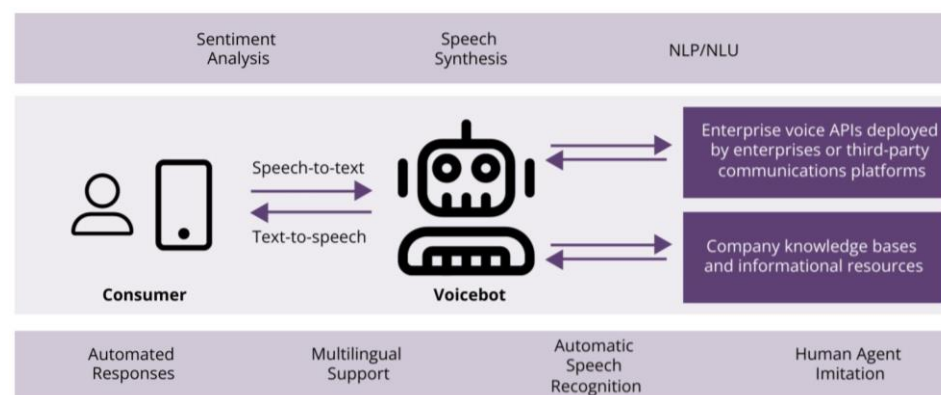 Sentiment
Analysis
Speech
Synthesis
NLP/NLU
Speech-to-text
Text-to-speech
Consumer
Voicebot
Enterprise voice APIs deployed
by enterprises or third-party
communications platforms
Company knowledge bases
and informational resources
Automated
Responses
Multilingual
Support
Automatic
Speech
Recognition
Human Agent
Imitation